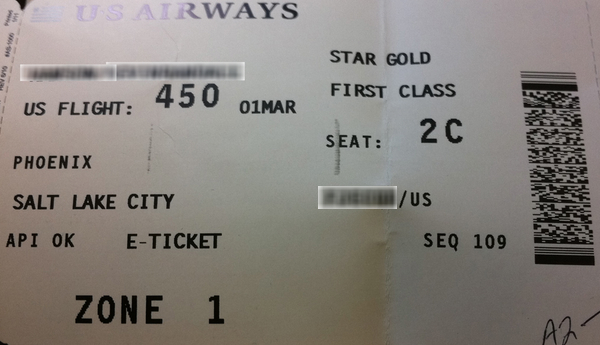 US AIRWAYS
STAR GOLD
FIRST CLASS
US FLIGHT: 450 01MAR
SEAT: 2C
PHOENIX
SALT LAKE CITY
/US
API OK E-TICKET
SEQ 109
ZONE 1
A2-